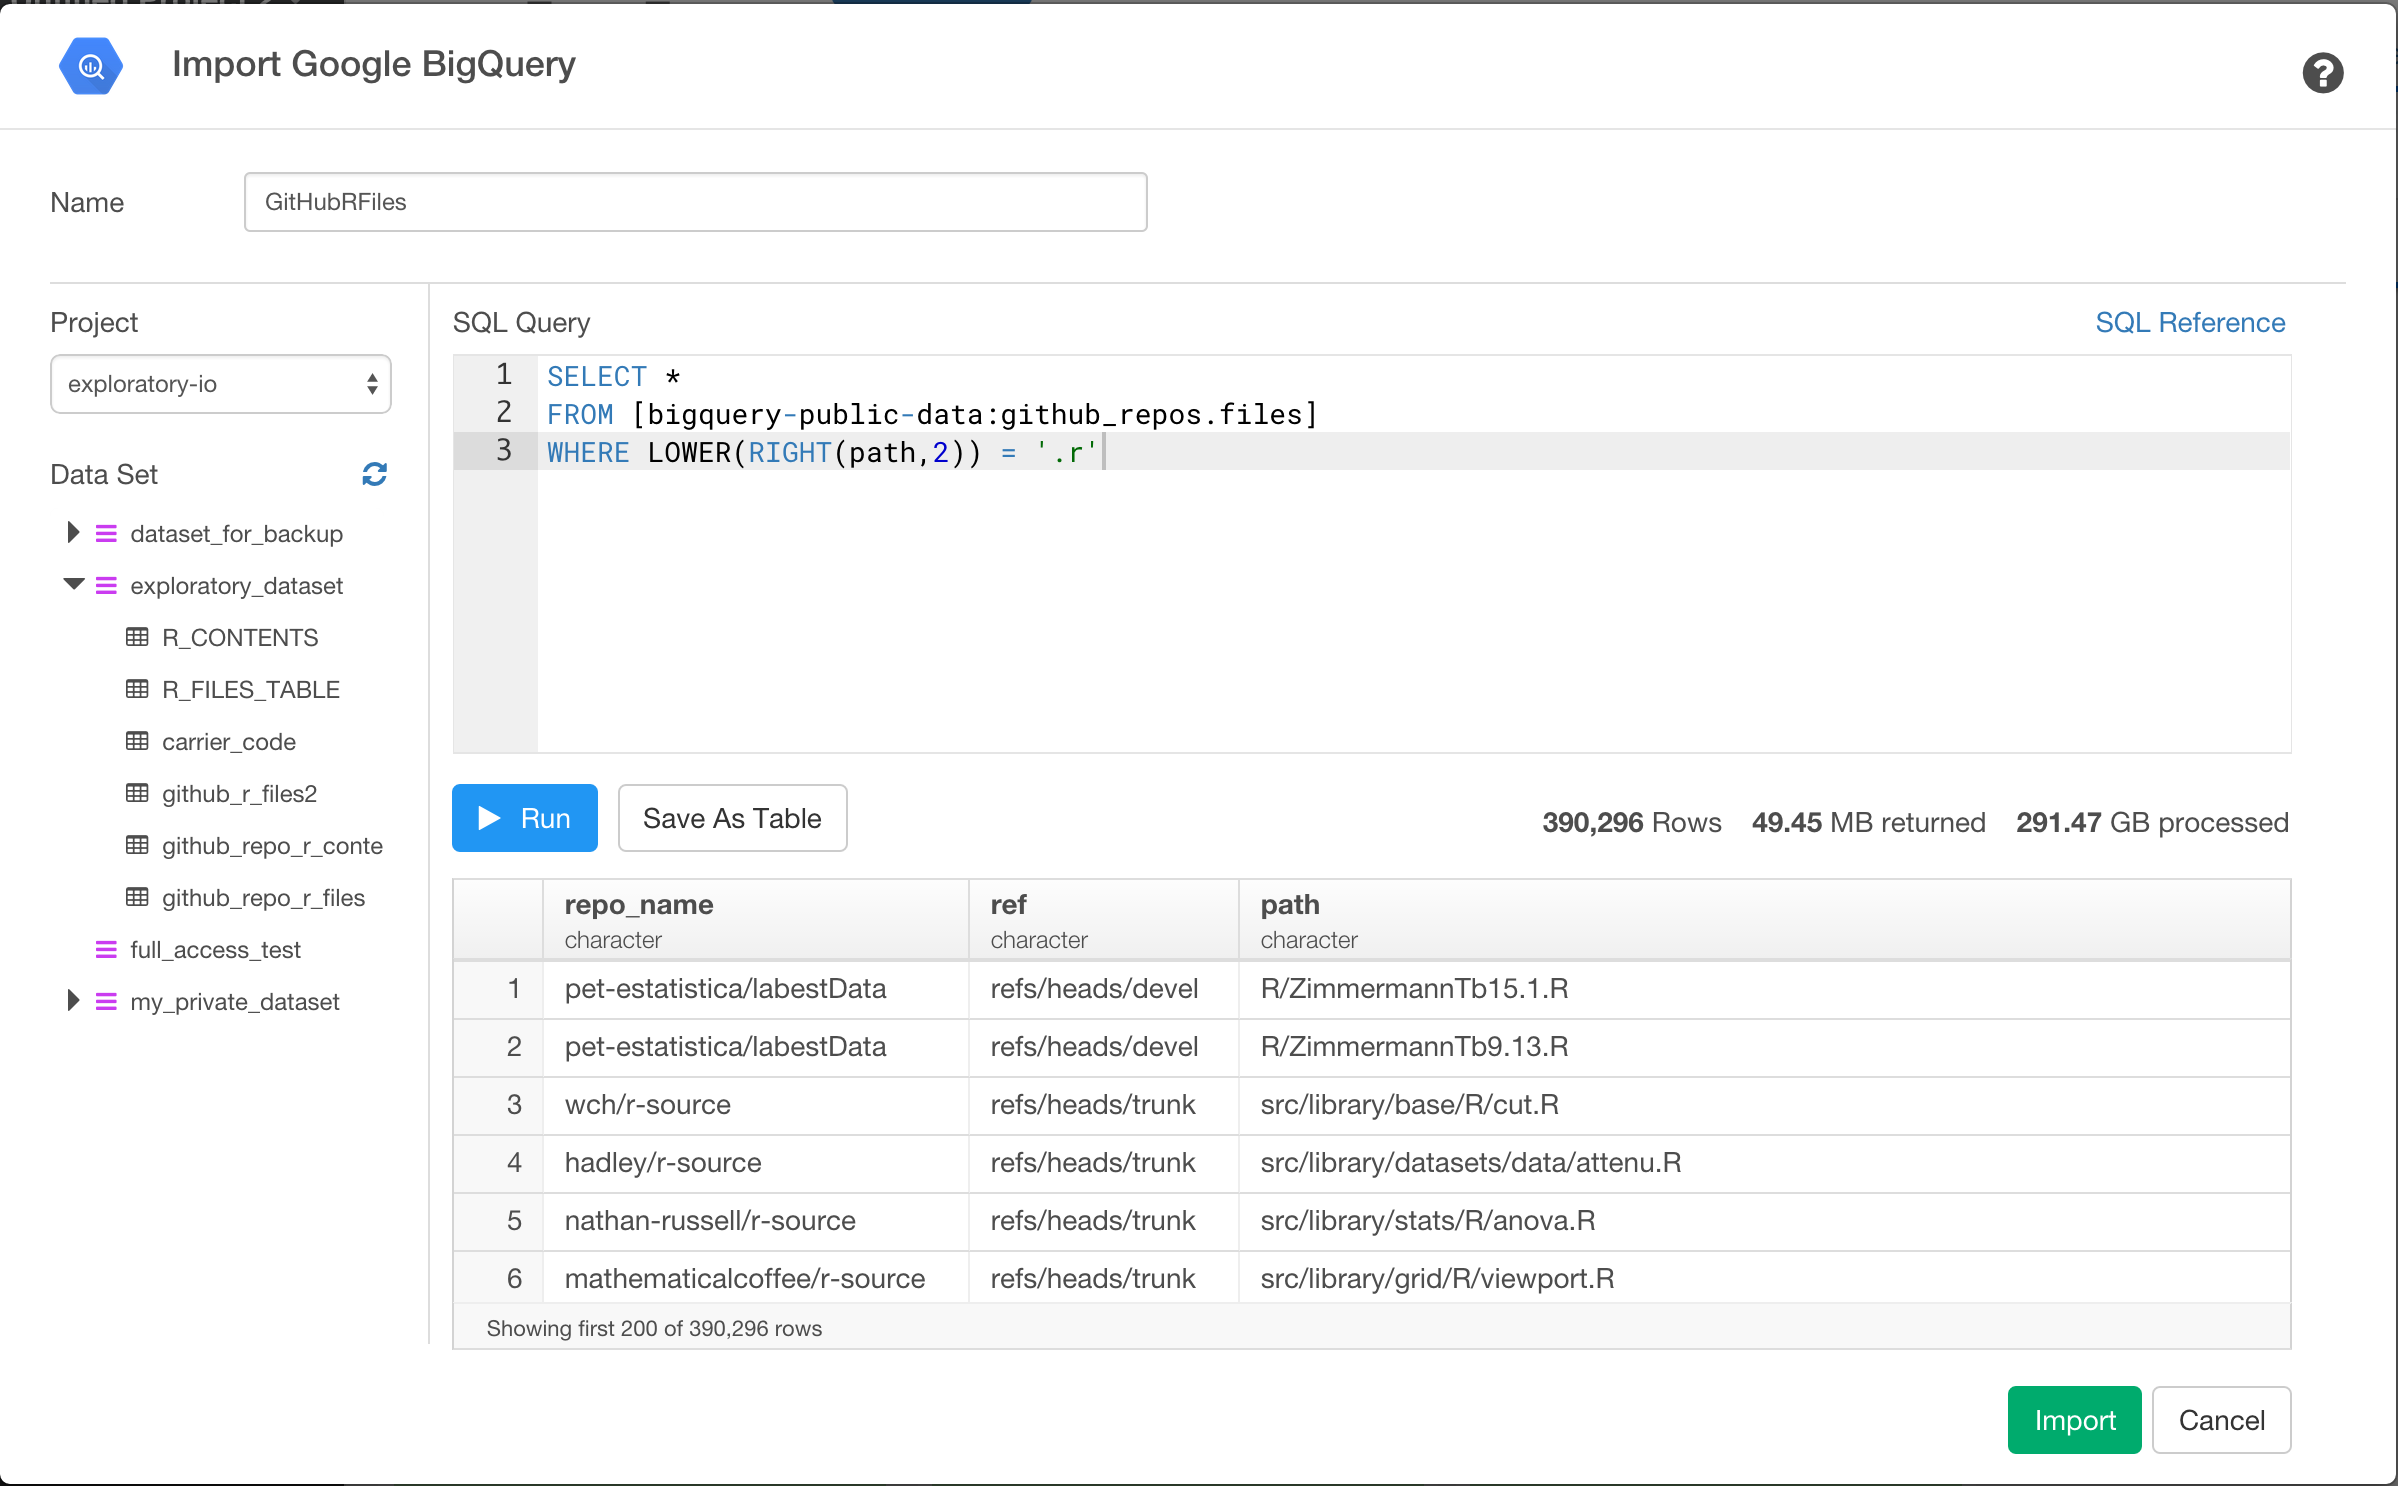 Import Google BigQuery
Name
GitHubRFiles
Project
exploratory-io
Data Set
dataset_for_backup
exploratory_dataset
R_CONTENTS
R_FILES_TABLE
carrier_code
github_r_files2
github_repo_r_conte
github_repo_r_files
full_access_test
my_private_dataset
SQL Query
SQL Reference
1 SELECT *
2 FROM [bigquery-public-data:github_repos.files]
3 WHERE LOWER(RIGHT(path,2)) = '.r'
Run
Save As Table
390,296 Rows 49.45 MB returned 291.47 GB processed
repo_name ref path
character character character
1 pet-estatistica/labestData refs/heads/devel R/ZimmermannTb15.1.R
2 pet-estatistica/labestData refs/heads/devel R/ZimmermannTb9.13.R
3 wch/r-source refs/heads/trunk src/library/base/R/cut.R
4 hadley/r-source refs/heads/trunk src/library/datasets/data/attenu.R
5 nathan-russell/r-source refs/heads/trunk src/library/stats/R/anova.R
6 mathematicalcoffee/r-source refs/heads/trunk src/library/grid/R/viewport.R
Showing first 200 of 390,296 rows
Import
Cancel